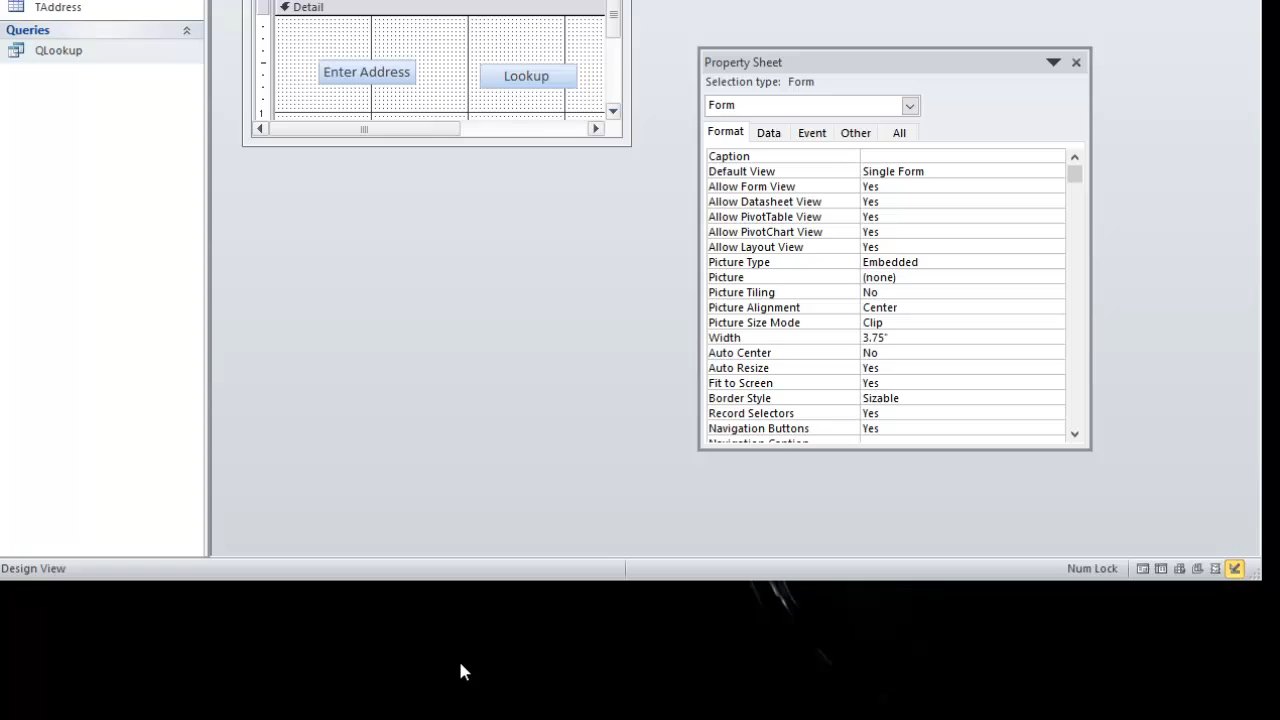 TAddress
Queries
QLookup
Detail
Enter Address
Lookup
1
Property Sheet
Selection type: Form
Form
Format Data Event Other All
Caption
Default View Single Form
Allow Form View Yes
Allow Datasheet View Yes
Allow PivotTable View Yes
Allow PivotChart View Yes
Allow Layout View Yes
Picture Type Embedded
Picture (none)
Picture Tiling No
Picture Alignment Center
Picture Size Mode Clip
Width 3.75"
Auto Center No
Auto Resize Yes
Fit to Screen Yes
Border Style Sizable
Record Selectors Yes
Navigation Buttons Yes
Navigation Caption
Design View
Num Lock